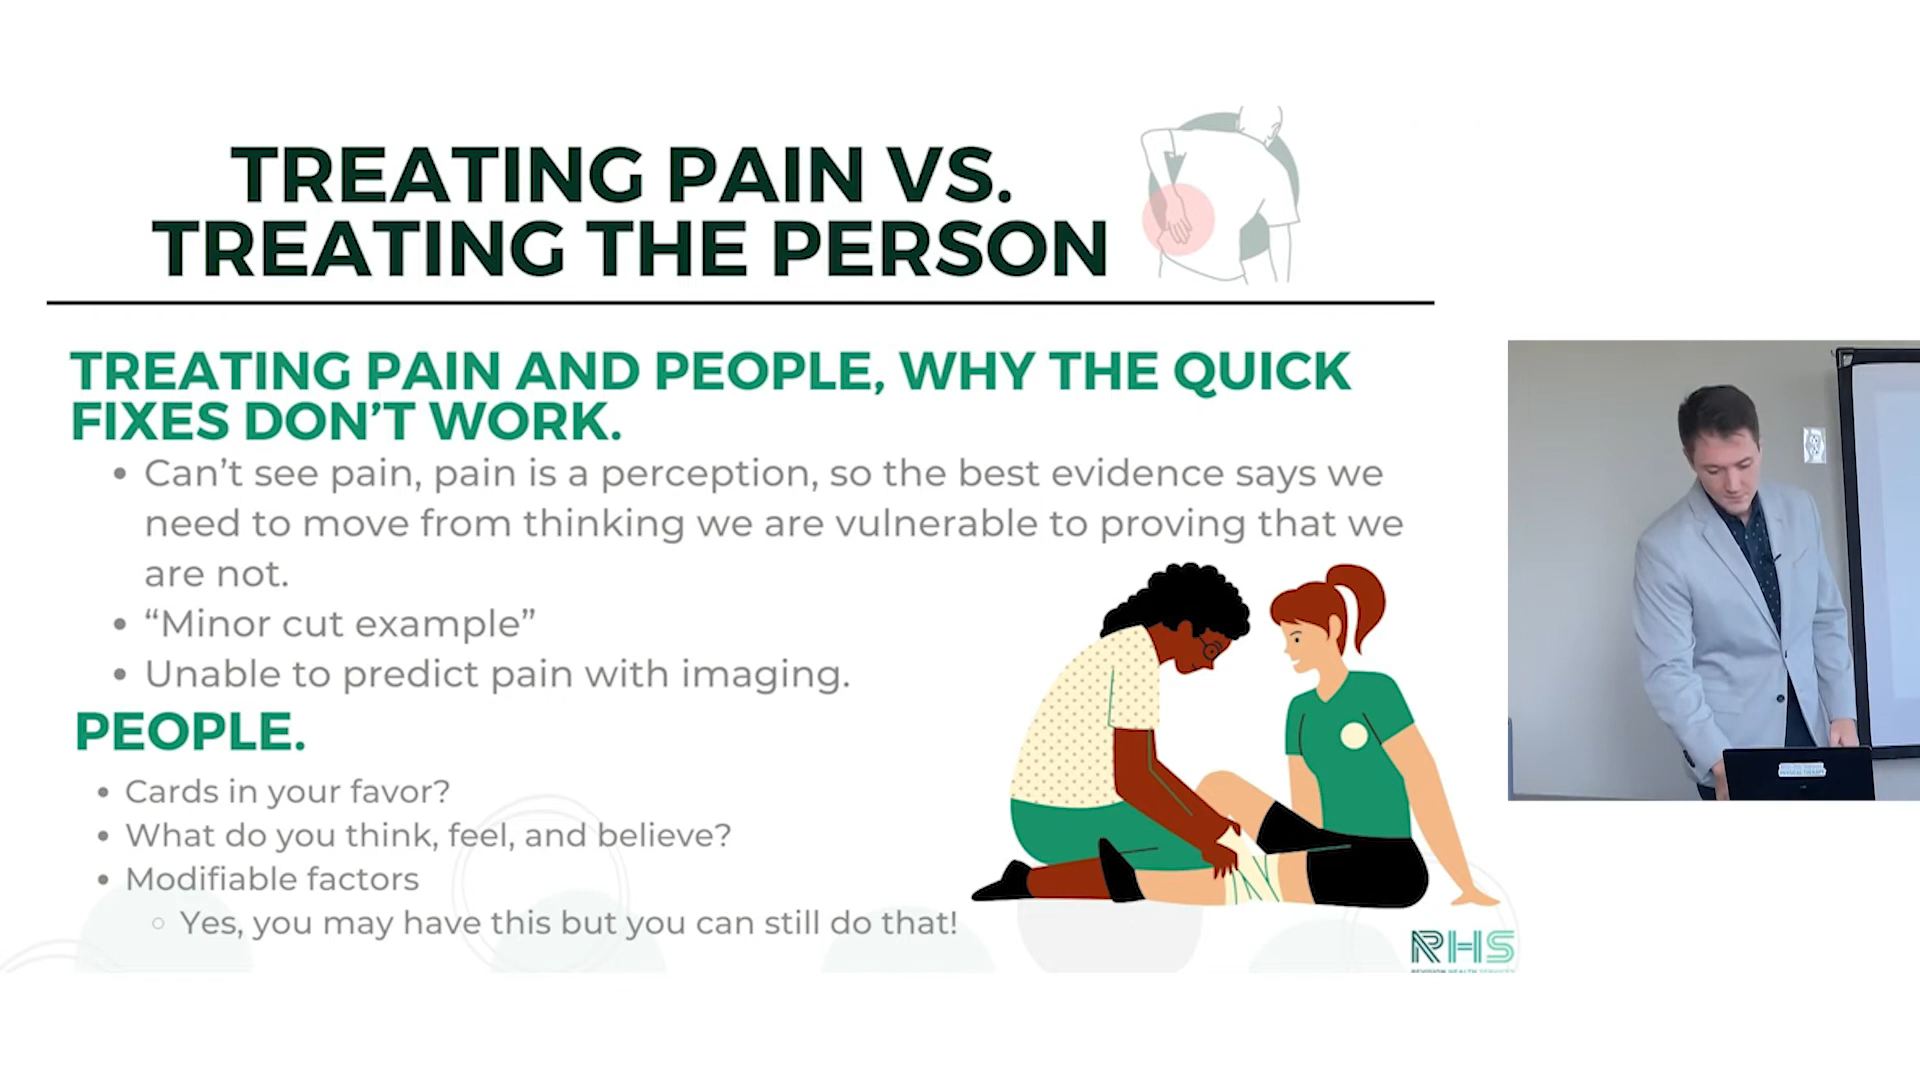 TREATING PAIN VS.
TREATING THE PERSON
TREATING PAIN AND PEOPLE, WHY THE QUICK
FIXES DON’T WORK.
• Can’t see pain, pain is a perception, so the best evidence says we
need to move from thinking we are vulnerable to proving that we
are not.
• “Minor cut example”
• Unable to predict pain with imaging.
PEOPLE.
• Cards in your favor?
• What do you think, feel, and believe?
• Modifiable factors
○ Yes, you may have this but you can still do that!
RHS
PHYSICAL THERAPY